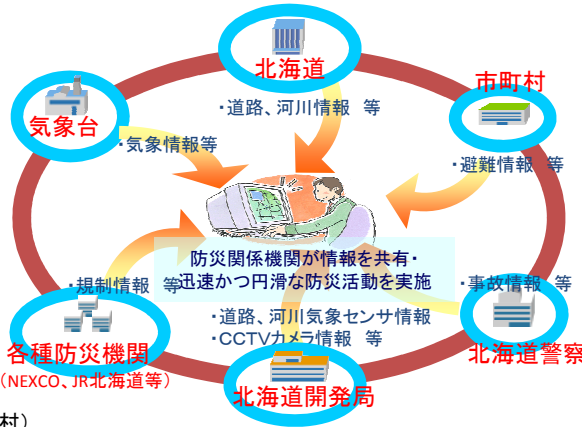 北海道
・道路、河川情報　等
市町村
・避難情報　等
気象台
・気象情報等
防災関係機関が情報を共有・
迅速かつ円滑な防災活動を実施
・規制情報　等
・事故情報　等
・道路、河川気象センサ情報
・CCTVカメラ情報　等
各種防災機関
(NEXCO、JR北海道等)
北海道開発局
北海道警察
村)